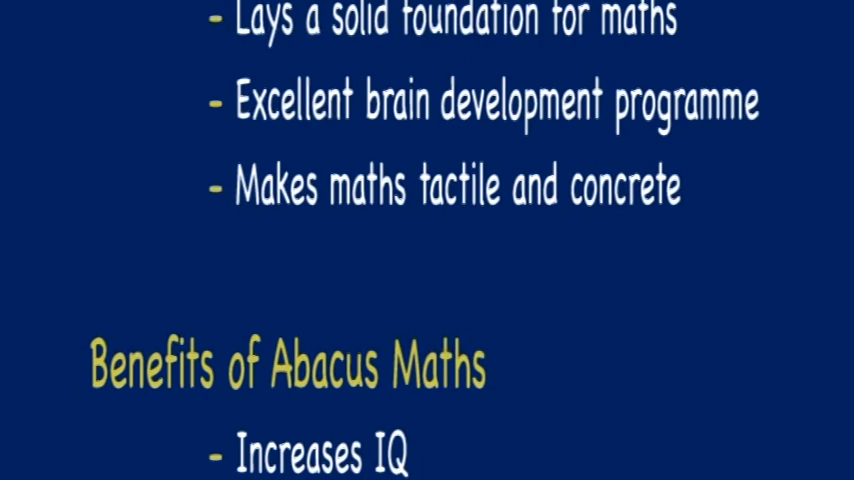 - Lays a solid foundation for maths
- Excellent brain development programme
- Makes maths tactile and concrete
Benefits of Abacus Maths
- Increases IQ